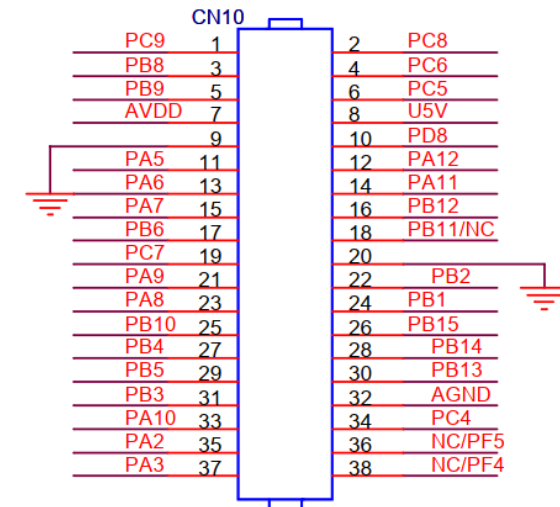 CN10
PC9 1 2 PC8
PB8 3 4 PC6
PB9 5 6 PC5
AVDD 7 8 U5V
9 10 PD8
PA5 11 12 PA12
PA6 13 14 PA11
PA7 15 16 PB12
PB6 17 18 PB11/NC
PC7 19 20
PA9 21 22 PB2
PA8 23 24 PB1
PB10 25 26 PB15
PB4 27 28 PB14
PB5 29 30 PB13
PB3 31 32 AGND
PA10 33 34 PC4
PA2 35 36 NC/PF5
PA3 37 38 NC/PF4